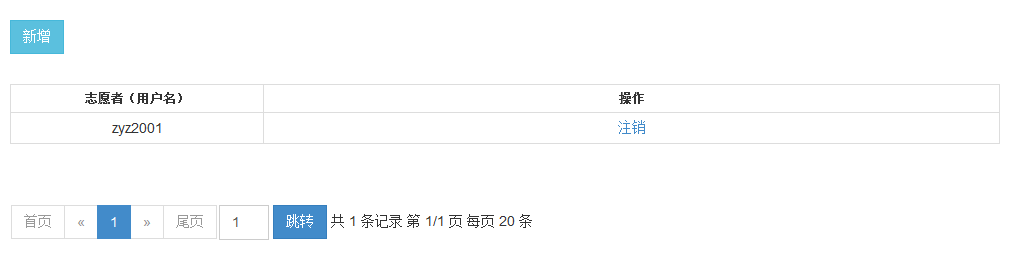 新增
志愿者（用户名） 操作
zyz2001 注销
首页 « 1 » 尾页 1 跳转 共 1 条记录 第 1/1 页 每页 20 条